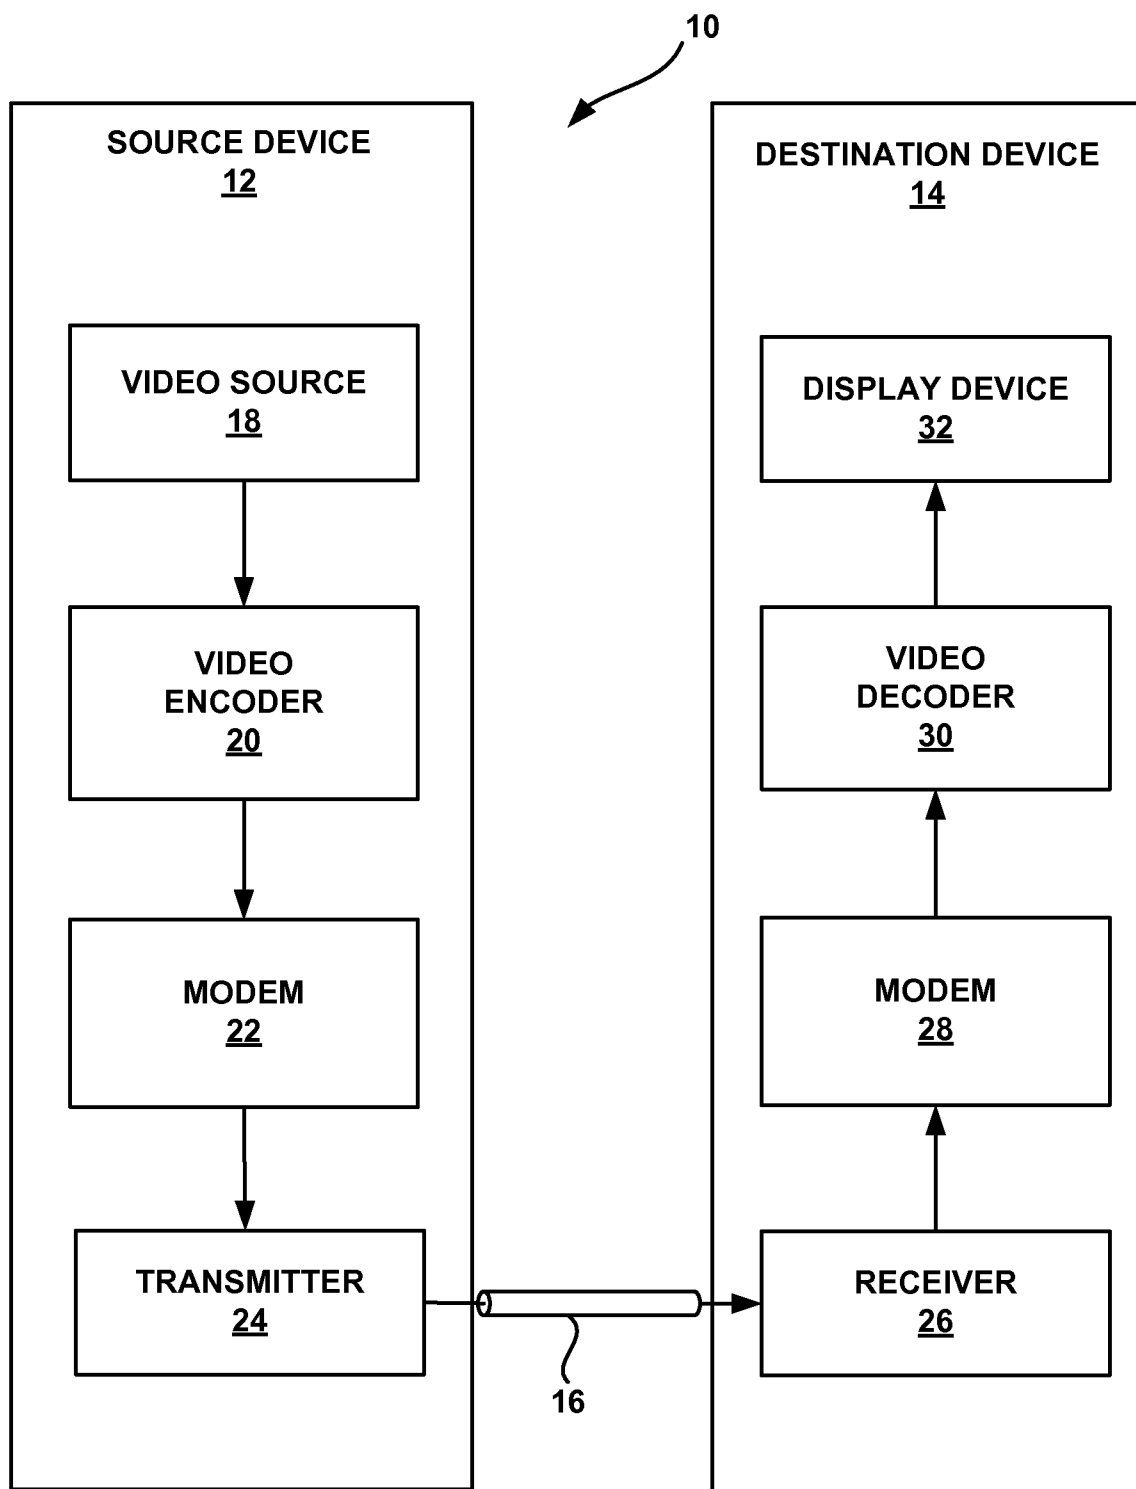 10
SOURCE DEVICE
12
VIDEO SOURCE
18
VIDEO
ENCODER
20
MODEM
22
TRANSMITTER
24
16
DESTINATION DEVICE
14
DISPLAY DEVICE
32
VIDEO
DECODER
30
MODEM
28
RECEIVER
26